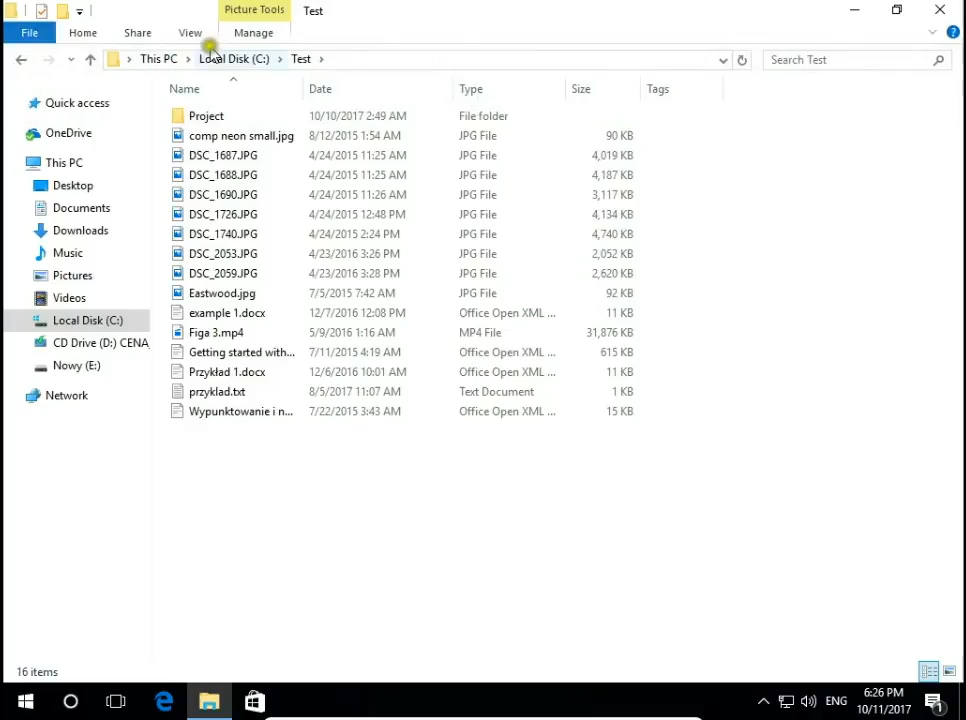 Picture Tools Test
File Home Share View Manage
This PC Local Disk (C:) Test Search Test
Name Date Type Size Tags
Quick access
OneDrive
This PC
Desktop
Documents
Downloads
Music
Pictures
Videos
Local Disk (C:)
CD Drive (D:) CENA_
Nowy (E:)
Network
Project 10/10/2017 2:49 AM File folder
comp neon small.jpg 8/12/2015 1:54 AM JPG File 90 KB
DSC_1687.JPG 4/24/2015 11:25 AM JPG File 4,019 KB
DSC_1688.JPG 4/24/2015 11:25 AM JPG File 4,187 KB
DSC_1690.JPG 4/24/2015 11:26 AM JPG File 3,117 KB
DSC_1726.JPG 4/24/2015 12:48 PM JPG File 4,134 KB
DSC_1740.JPG 4/24/2015 2:24 PM JPG File 4,740 KB
DSC_2053.JPG 4/23/2016 3:26 PM JPG File 2,052 KB
DSC_2059.JPG 4/23/2016 3:28 PM JPG File 2,620 KB
Eastwood.jpg 7/5/2015 7:42 AM JPG File 92 KB
example 1.docx 12/7/2016 12:08 PM Office Open XML ... 11 KB
Figa 3.mp4 5/9/2016 1:16 AM MP4 File 31,876 KB
Getting started with... 7/11/2015 4:19 AM Office Open XML ... 615 KB
Przykład 1.docx 12/6/2016 10:01 AM Office Open XML ... 11 KB
przyklad.txt 8/5/2017 11:07 AM Text Document 1 KB
Wypunktowanie i n... 7/22/2015 3:43 AM Office Open XML ... 15 KB
16 items
ENG 6:26 PM
10/11/2017 1